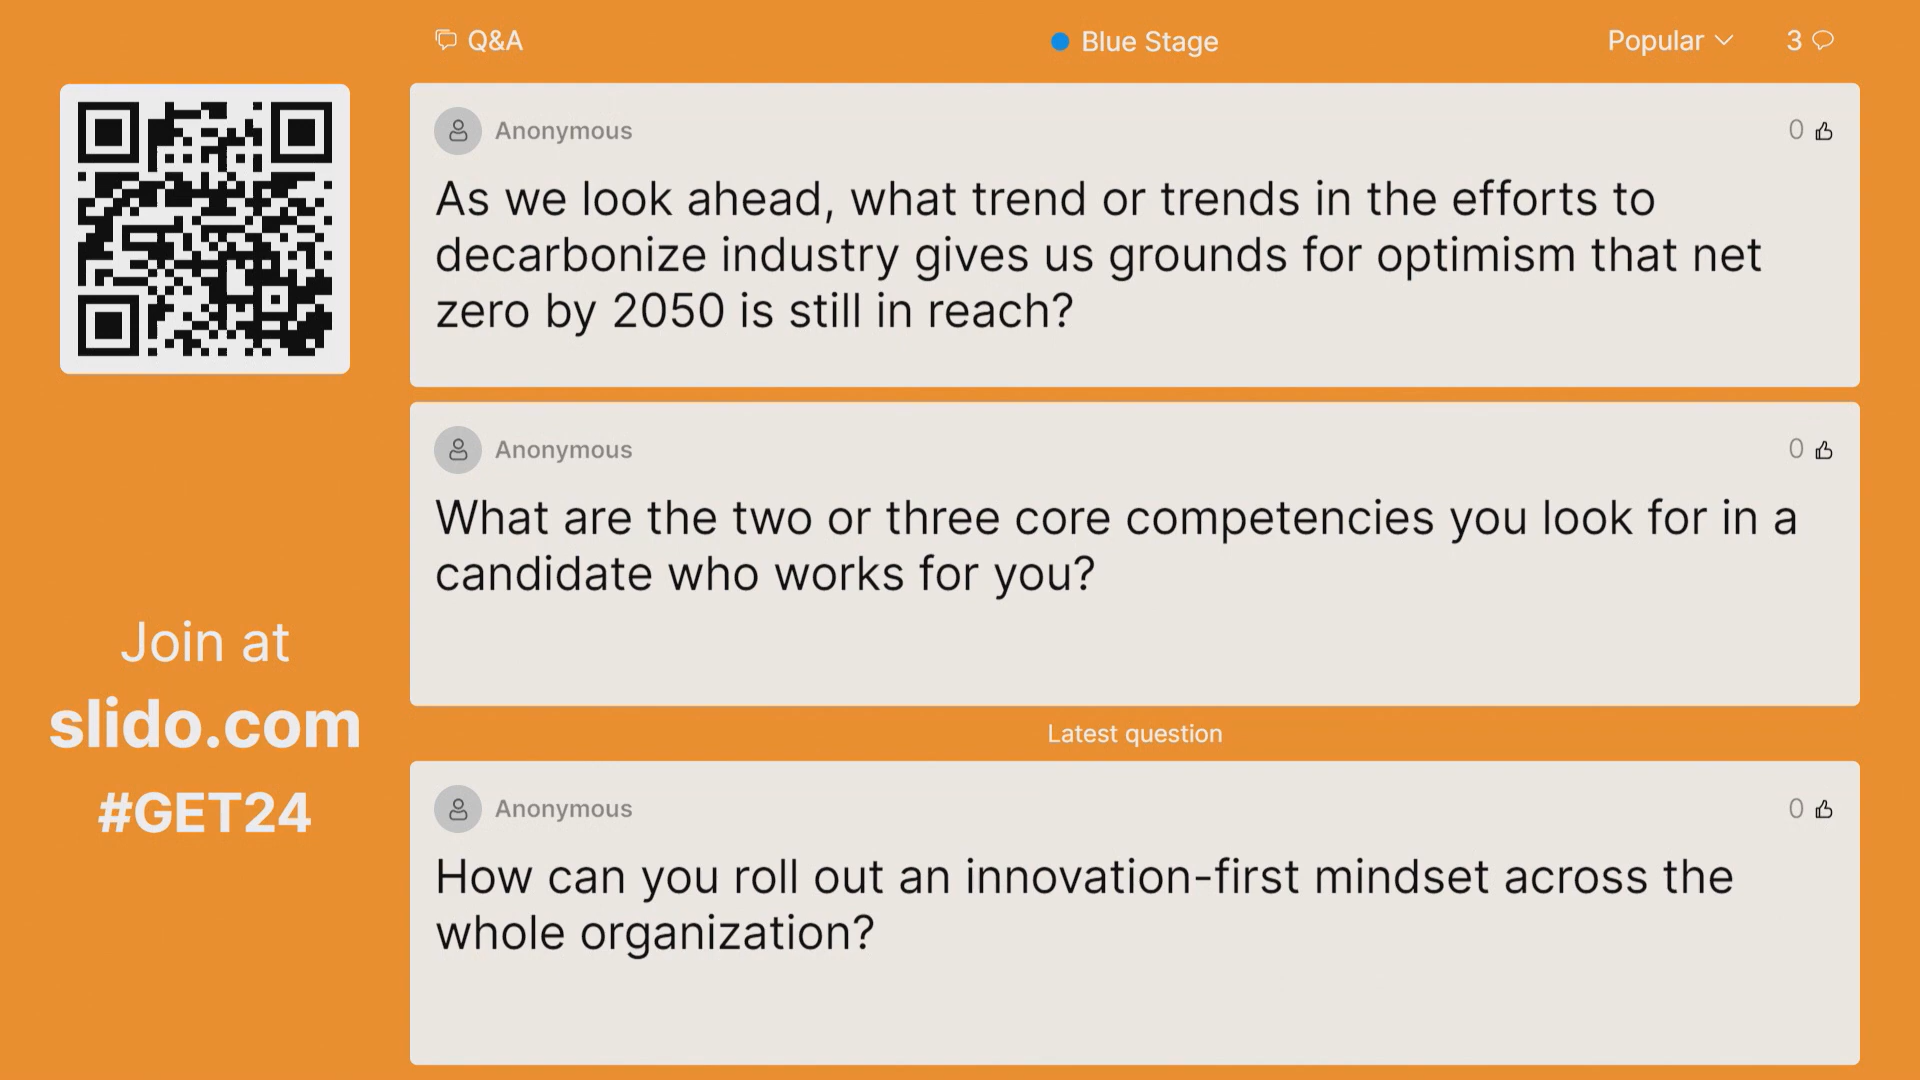 Q&A
Blue Stage
Popular
3
Anonymous
0
As we look ahead, what trend or trends in the efforts to
decarbonize industry gives us grounds for optimism that net
zero by 2050 is still in reach?
Anonymous
0
What are the two or three core competencies you look for in a
candidate who works for you?
Join at
slido.com
#GET24
Latest question
Anonymous
0
How can you roll out an innovation-first mindset across the
whole organization?